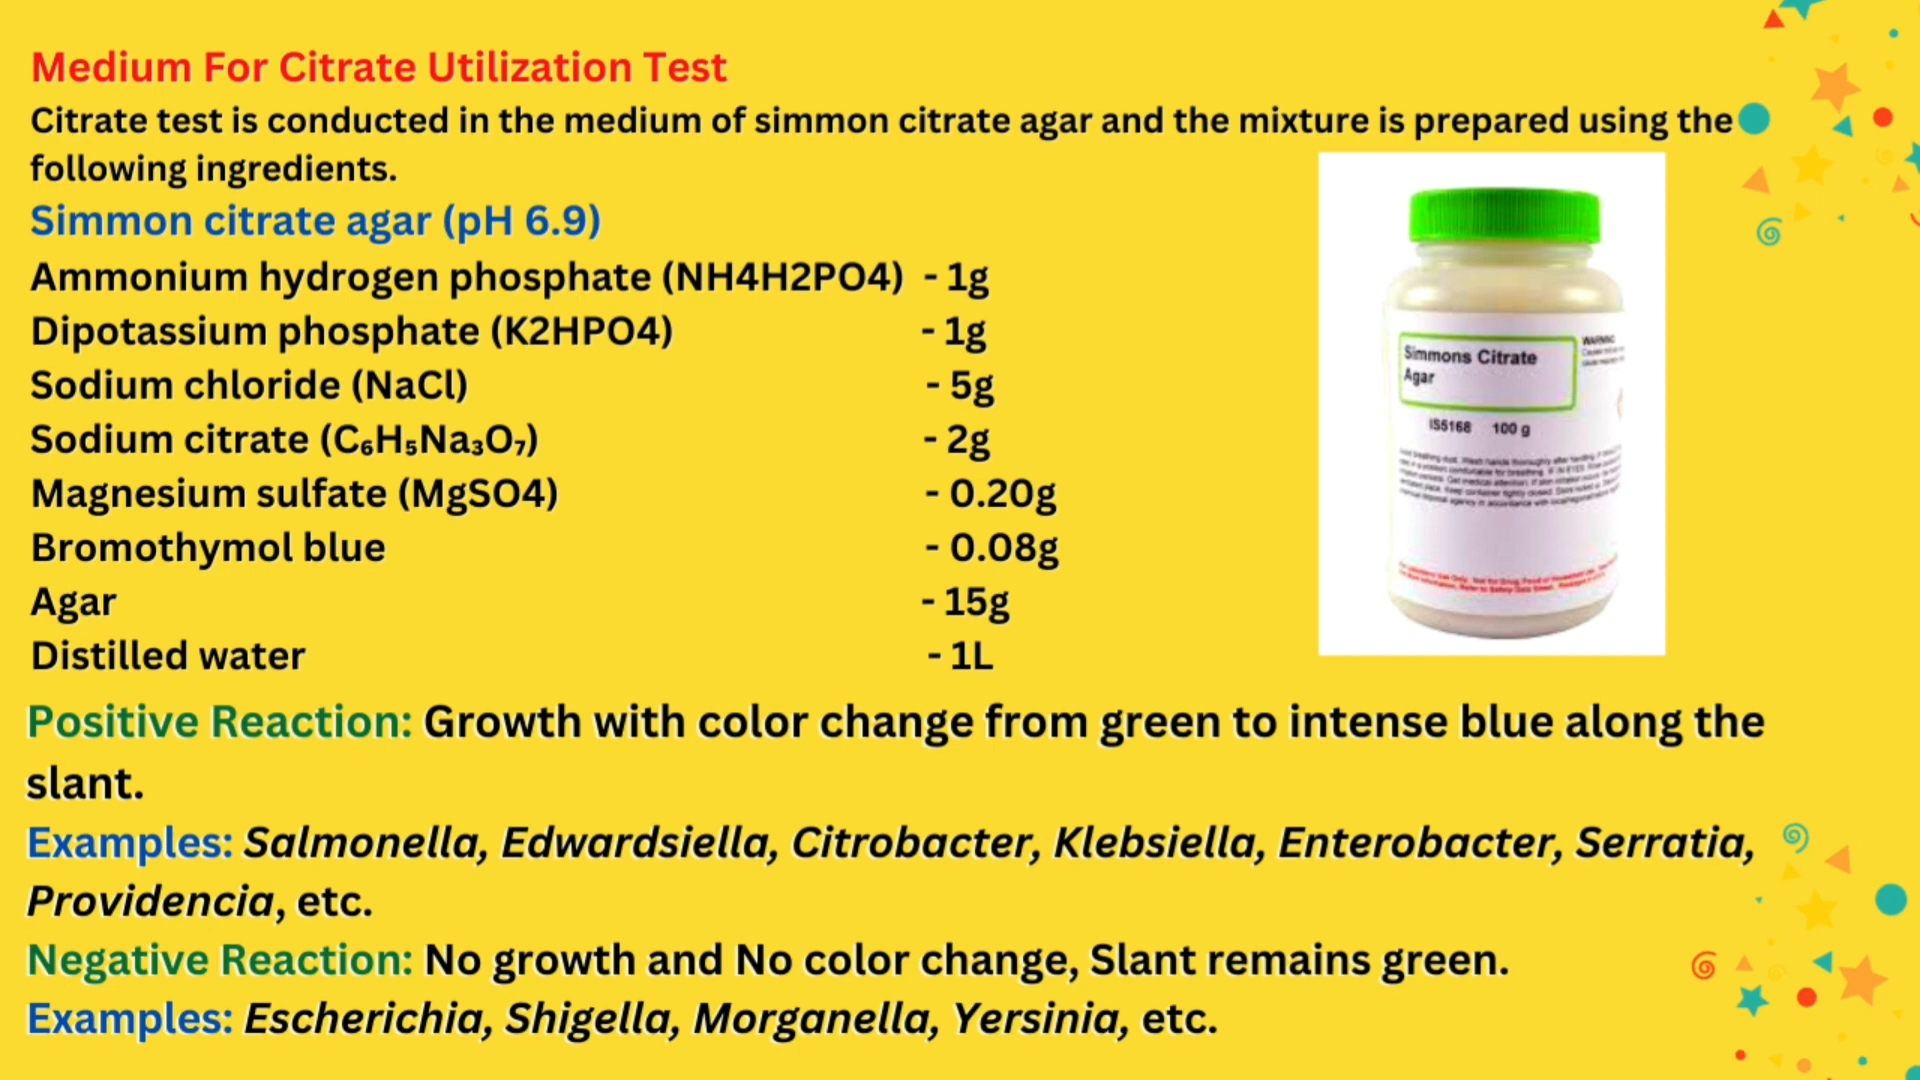 Medium For Citrate Utilization Test
Citrate test is conducted in the medium of simmon citrate agar and the mixture is prepared using the
following ingredients.
Simmon citrate agar (pH 6.9)
Ammonium hydrogen phosphate (NH4H2PO4) - 1g
Dipotassium phosphate (K2HPO4) - 1g
Sodium chloride (NaCl) - 5g
Sodium citrate (C₆H₅Na₃O₇) - 2g
Magnesium sulfate (MgSO4) - 0.20g
Bromothymol blue - 0.08g
Agar - 15g
Distilled water - 1L
Simmons Citrate
Agar
IS5168 100 g
WARNING
Positive Reaction: Growth with color change from green to intense blue along the
slant.
Examples: Salmonella, Edwardsiella, Citrobacter, Klebsiella, Enterobacter, Serratia,
Providencia, etc.
Negative Reaction: No growth and No color change, Slant remains green.
Examples: Escherichia, Shigella, Morganella, Yersinia, etc.